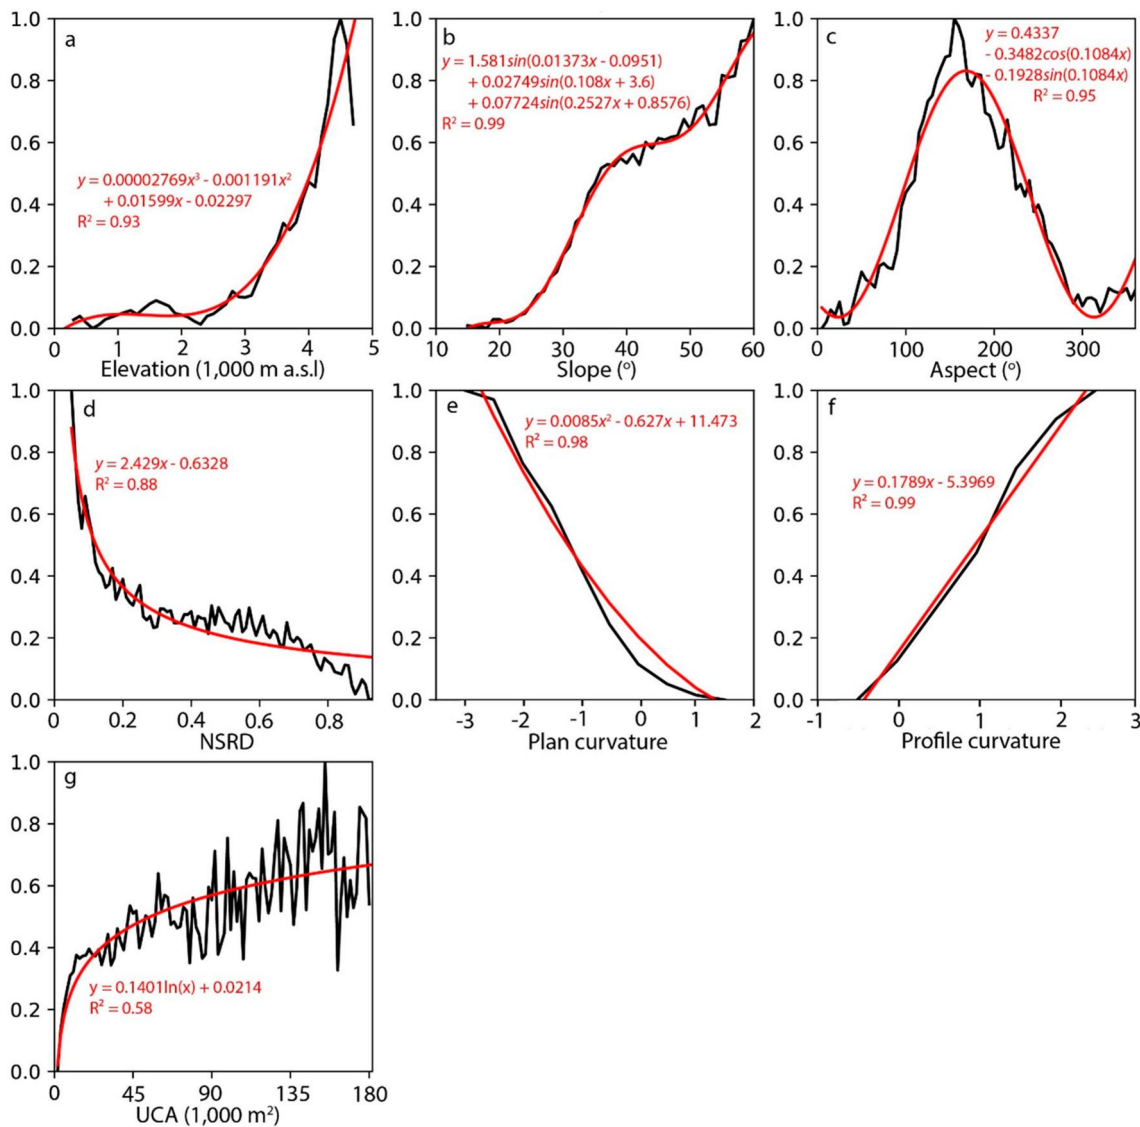 a
1.0
0.8
0.6
0.4
0.2
0.0
y = 0.00002769x³ - 0.001191x²
+ 0.01599x - 0.02297
R² = 0.93
0 1 2 3 4 5
Elevation (1,000 m a.s.l)
b
1.0
0.8
0.6
0.4
0.2
0.0
y = 1.581sin(0.01373x - 0.0951)
+ 0.02749sin(0.108x + 3.6)
+ 0.07724sin(0.2527x + 0.8576)
R² = 0.99
10 20 30 40 50 60
Slope (°)
c
1.0
0.8
0.6
0.4
0.2
0.0
y = 0.4337
- 0.3482cos(0.1084x)
- 0.1928sin(0.1084x)
R² = 0.95
0 100 200 300
Aspect (°)
d
1.0
0.8
0.6
0.4
0.2
0.0
y = 2.429x - 0.6328
R² = 0.88
0 0.2 0.4 0.6 0.8
NSRD
e
1.0
0.8
0.6
0.4
0.2
0.0
y = 0.0085x² - 0.627x + 11.473
R² = 0.98
-3 -2 -1 0 1 2
Plan curvature
f
1.0
0.8
0.6
0.4
0.2
0.0
y = 0.1789x - 5.3969
R² = 0.99
-1 0 1 2 3
Profile curvature
g
1.0
0.8
0.6
0.4
0.2
0.0
y = 0.1401ln(x) + 0.0214
R² = 0.58
0 45 90 135 180
UCA (1,000 m²)